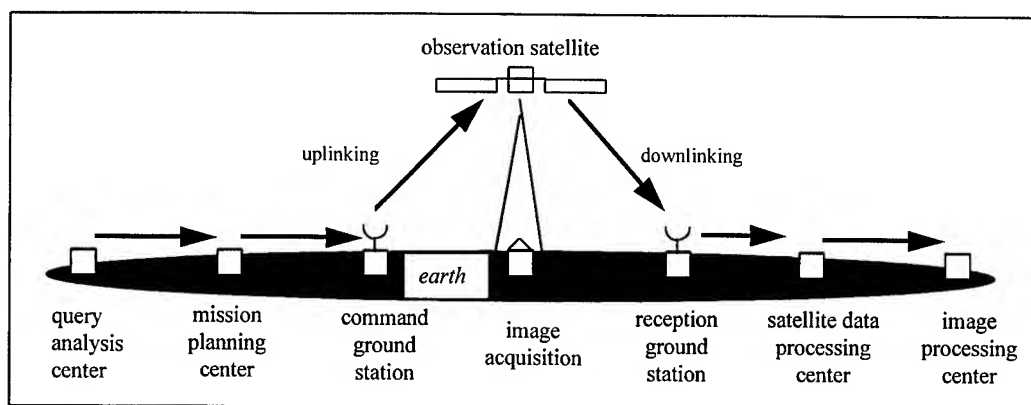 observation satellite
uplinking
downlinking
earth
query
analysis
center
mission
planning
center
command
ground
station
image
acquisition
reception
ground
station
satellite data
processing
center
image
processing
center